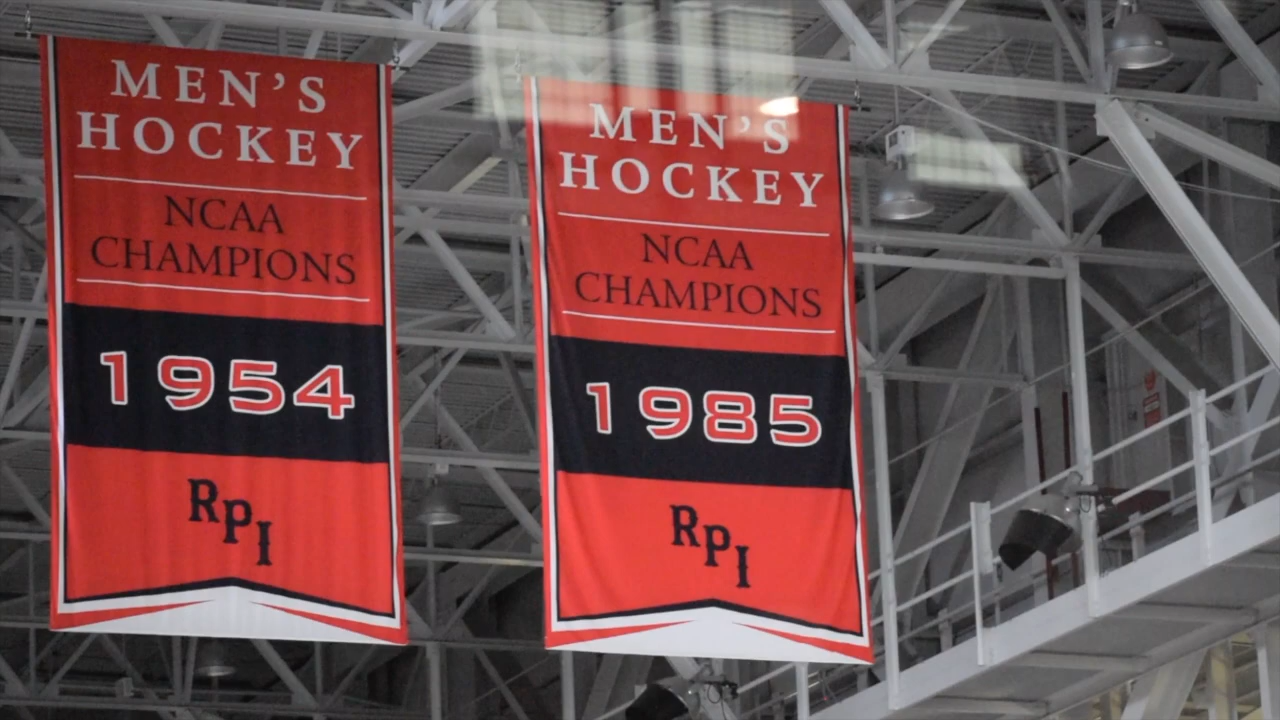 MEN'S
HOCKEY
NCAA
CHAMPIONS
1954
RPI
MEN'S
HOCKEY
NCAA
CHAMPIONS
1985
RPI